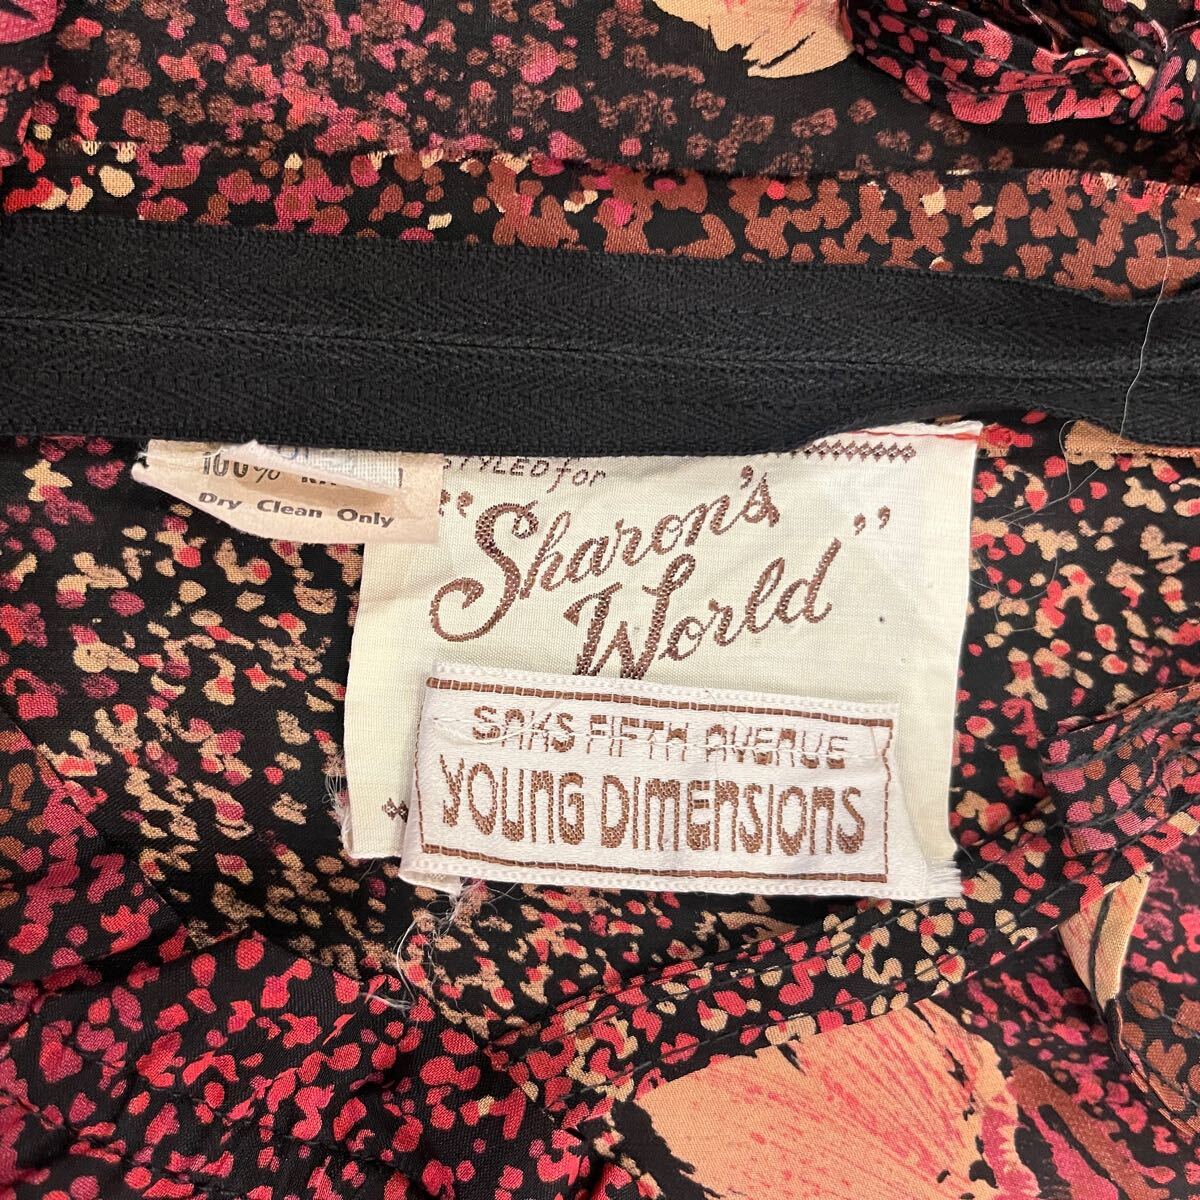 100%
Dry Clean Only
STYLED for
"Sharon's
World"
SAKS FIFTH AVENUE
YOUNG DIMENSIONS